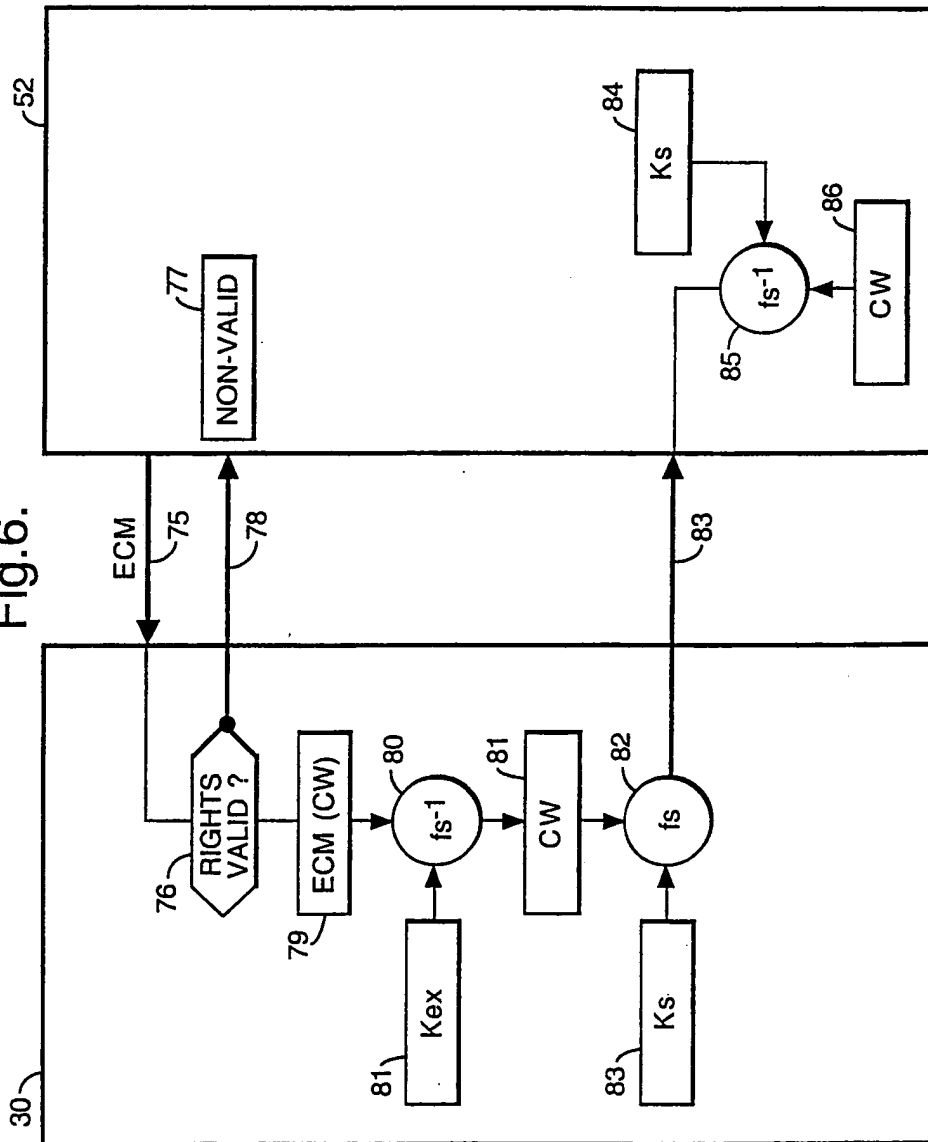 Fig.6.
30
52
ECM
75
76
RIGHTS
VALID ?
78
77
NON-VALID
79
ECM (CW)
80
fs-1
81
Kex
81
CW
82
fs
83
Ks
83
84
Ks
85
fs-1
86
CW